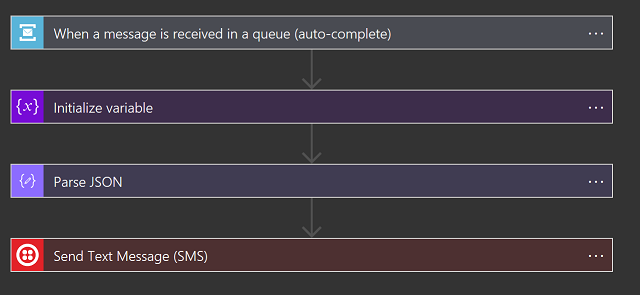 When a message is received in a queue (auto-complete)
{x} Initialize variable
Parse JSON
Send Text Message (SMS)